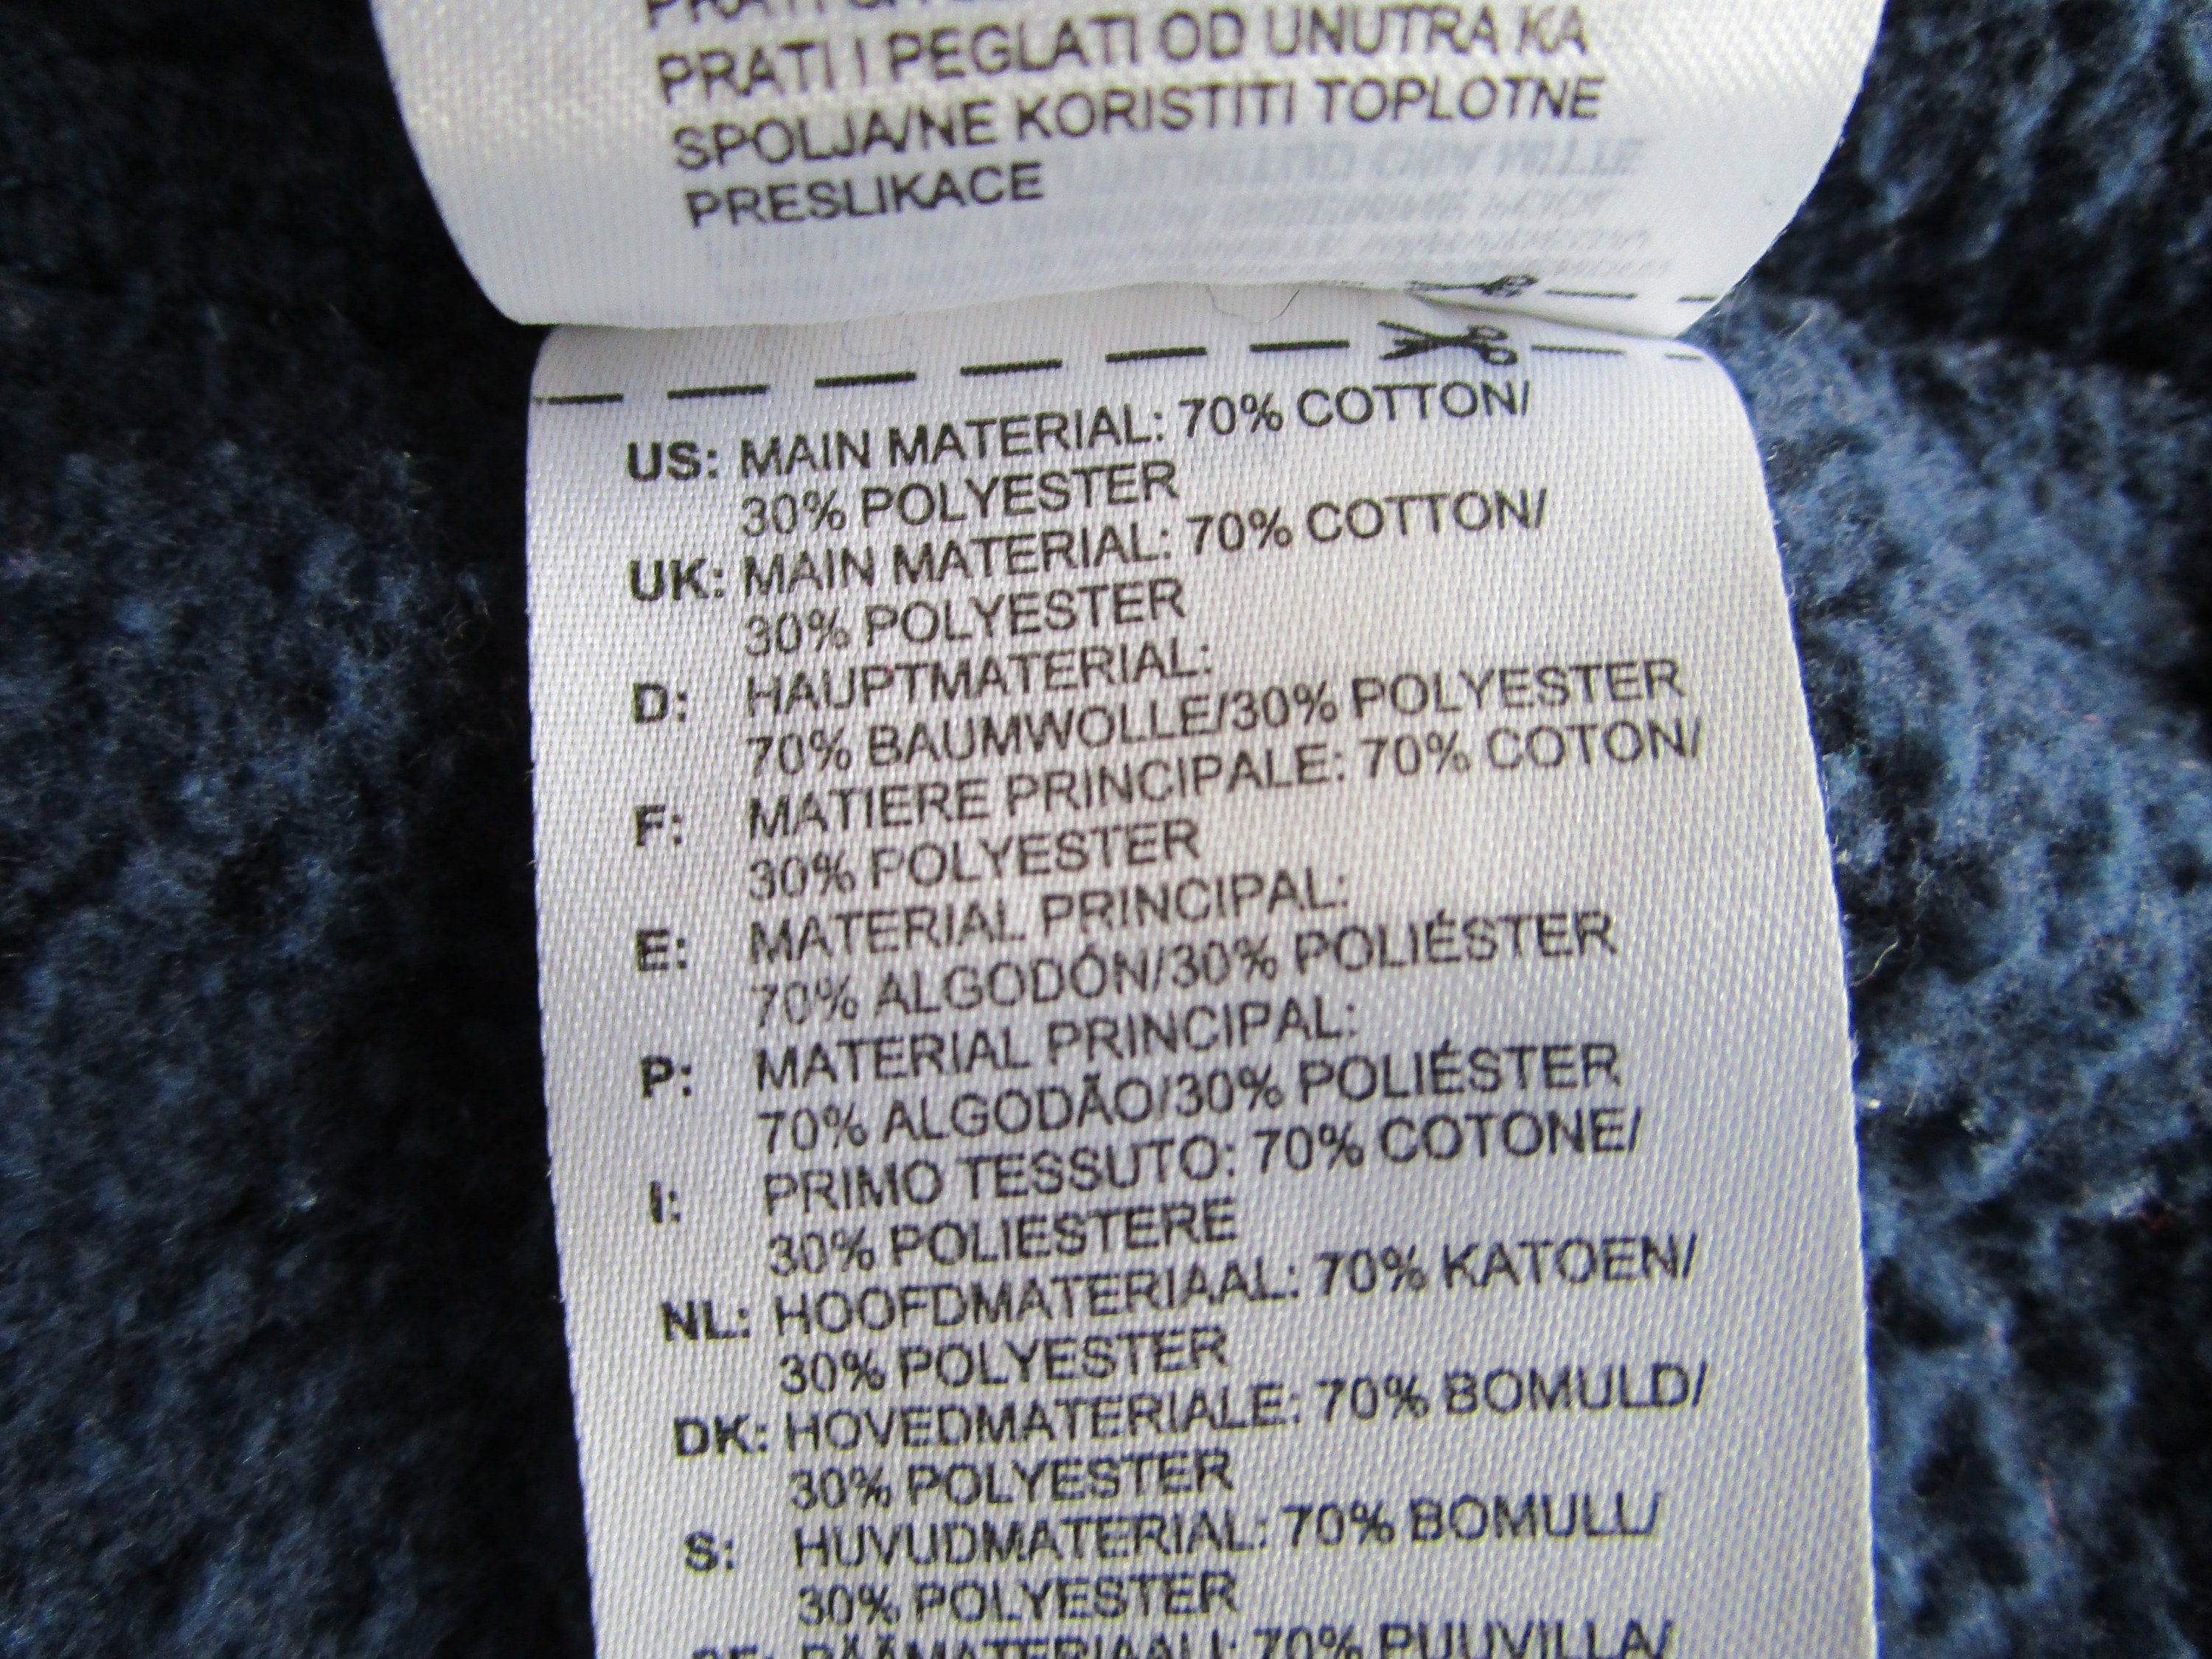 PRATI I PEGLATI OD UNUTRA KA
SPOLJA/NE KORISTITI TOPLOTNE
PRESLIKACE
US: MAIN MATERIAL: 70% COTTON/
30% POLYESTER
UK: MAIN MATERIAL: 70% COTTON/
30% POLYESTER
D: HAUPTMATERIAL:
70% BAUMWOLLE/30% POLYESTER
F: MATIERE PRINCIPALE: 70% COTON/
30% POLYESTER
E: MATERIAL PRINCIPAL:
70% ALGODÓN/30% POLIÉSTER
P: MATERIAL PRINCIPAL:
70% ALGODÃO/30% POLIÉSTER
I: PRIMO TESSUTO: 70% COTONE/
30% POLIESTERE
NL: HOOFDMATERIAAL: 70% KATOEN/
30% POLYESTER
DK: HOVEDMATERIALE: 70% BOMULD/
30% POLYESTER
S: HUVUDMATERIAL: 70% BOMULL/
30% POLYESTER
PÄÄMATERIAALI: 70% PUUVILLA/